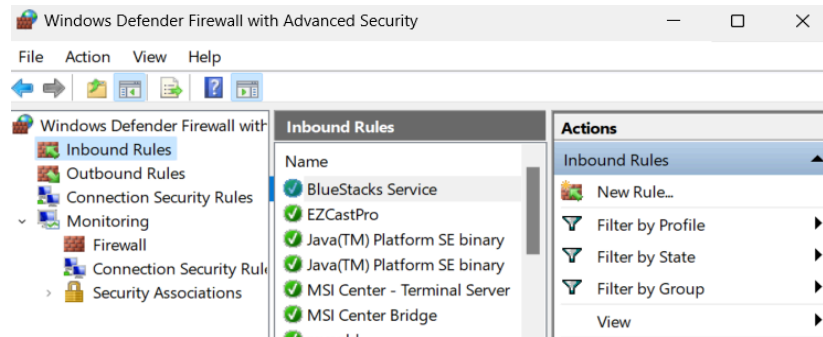 Windows Defender Firewall with Advanced Security
File Action View Help
Windows Defender Firewall with
Inbound Rules
Outbound Rules
Connection Security Rules
Monitoring
Firewall
Connection Security Rul
Security Associations
Inbound Rules
Name
BlueStacks Service
EZCastPro
Java(TM) Platform SE binary
Java(TM) Platform SE binary
MSI Center - Terminal Server
MSI Center Bridge
Actions
Inbound Rules
New Rule...
Filter by Profile
Filter by State
Filter by Group
View